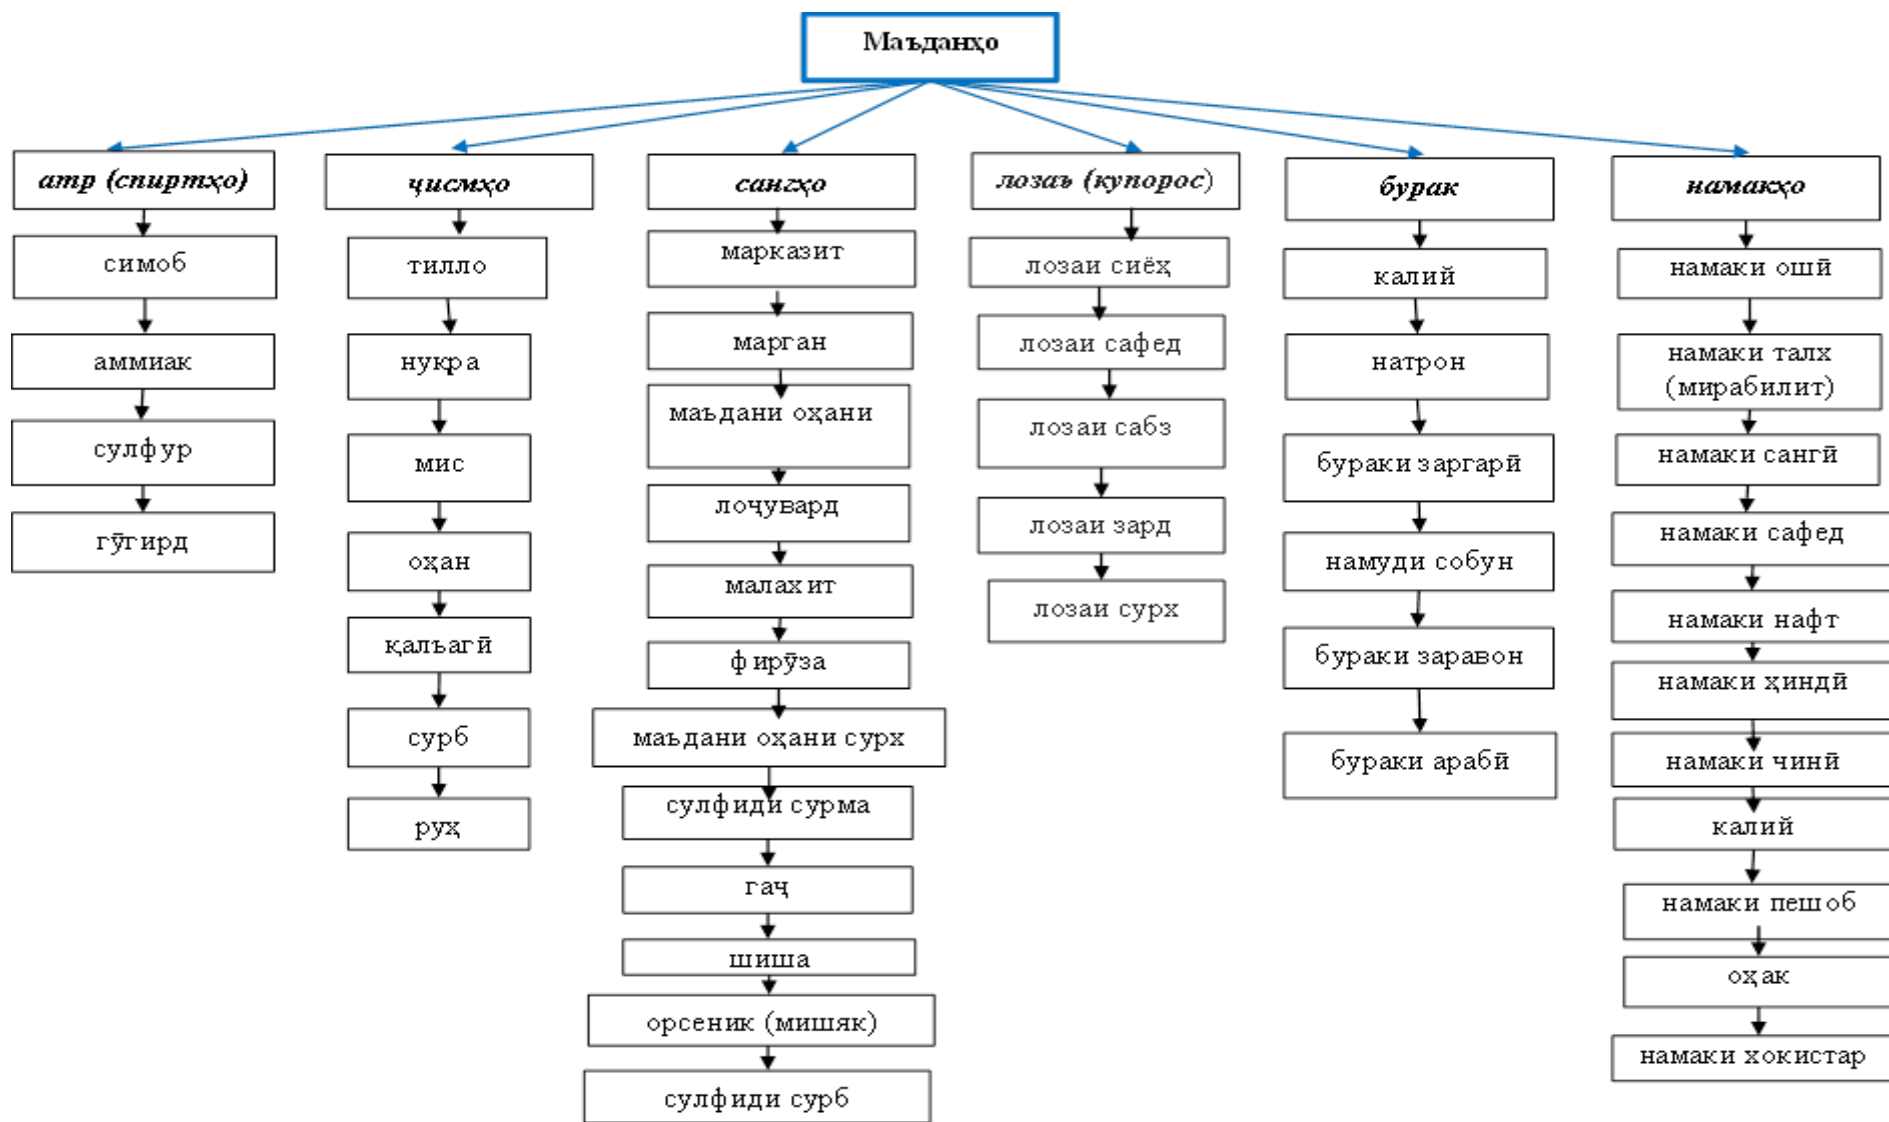 Маъданҳо
атр (спиртҳо)
симоб
аммиак
сулфур
гӯгирд
ҷисмҳо
тилло
нуқра
мис
оҳан
қалъагӣ
сурб
руҳ
сангҳо
марказит
марган
маъдани оҳани
лоҷувард
малахит
фирӯза
маъдани оҳани сурх
сулфиди сурма
гаҷ
шиша
орсеник (мишяк)
сулфиди сурб
лозаъ (купорос)
лозаи сиёҳ
лозаи сафед
лозаи сабз
лозаи зард
лозаи сурх
бурак
калий
натрон
бураки заргарӣ
намуди собун
бураки заравон
бураки арабӣ
намакҳо
намаки ошӣ
намаки талх
(мирабилит)
намаки сангӣ
намаки сафед
намаки нафт
намаки ҳиндӣ
намаки чинӣ
калий
намаки пешоб
оҳак
намаки хокистар